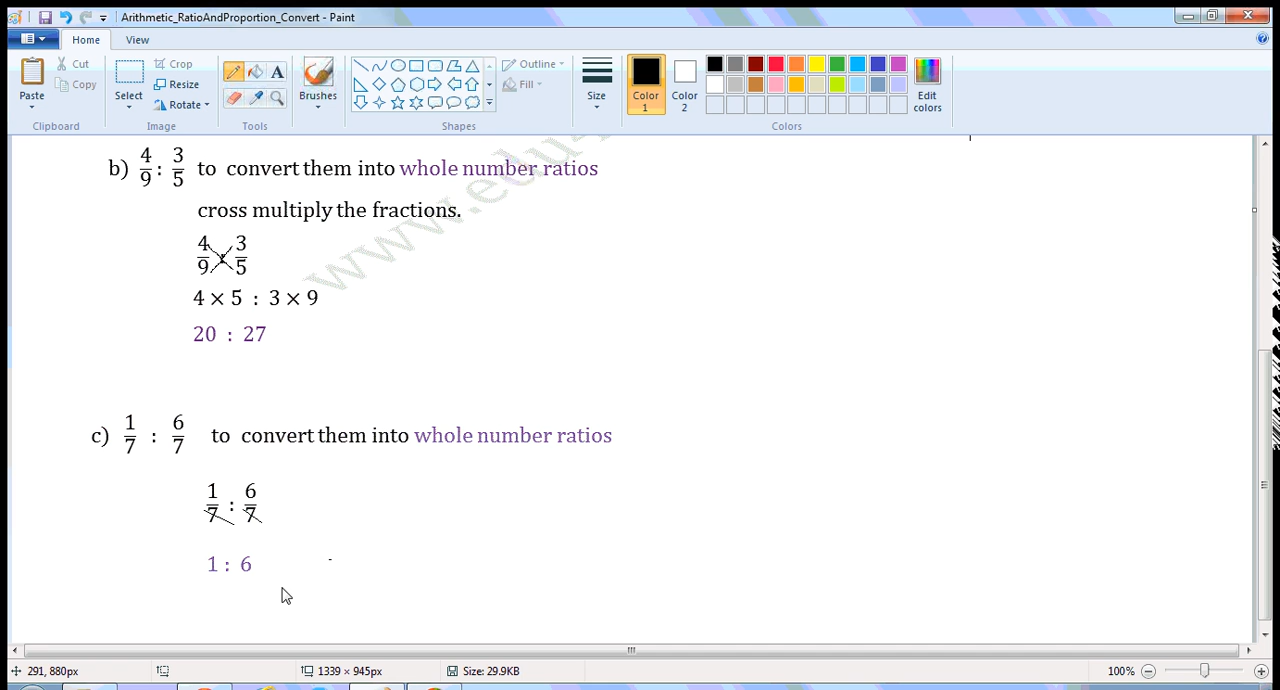 Arithmetic_RatioAndProportion_Convert - Paint
Home View
Paste
Cut
Copy
Clipboard
Select
Crop
Resize
Rotate
Image
A
Tools
Brushes
Outline
Fill
Shapes
Size
Color 1
Color 2
Edit colors
Colors
b) 4/9 : 3/5 to convert them into whole number ratios
cross multiply the fractions.
4/9 3/5
4 × 5 : 3 × 9
20 : 27
www.edu-
c) 1/7 : 6/7 to convert them into whole number ratios
1/7 : 6/7
1 : 6
291, 880px
1339 × 945px
Size: 29.9KB
100%